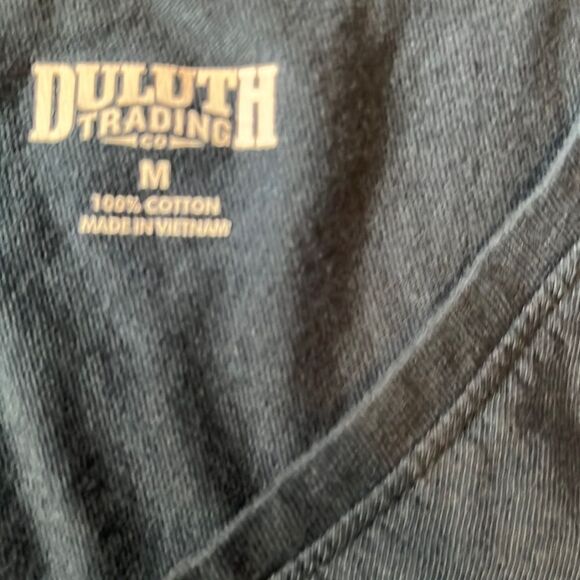 DULUTH
TRADING
CO
M
100% COTTON
MADE IN VIETNAM